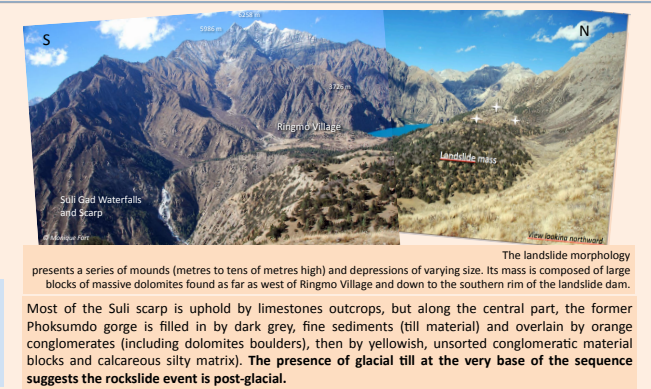 S
6258 m
5986 m
N
3726 m
Ringmo Village
Landslide mass
Suli Gad Waterfalls
and Scarp
© Monique Fort
View looking northward
The landslide morphology
presents a series of mounds (metres to tens of metres high) and depressions of varying size. Its mass is composed of large
blocks of massive dolomites found as far as west of Ringmo Village and down to the southern rim of the landslide dam.
Most of the Suli scarp is uphold by limestones outcrops, but along the central part, the former
Phoksumdo gorge is filled in by dark grey, fine sediments (till material) and overlain by orange
conglomerates (including dolomites boulders), then by yellowish, unsorted conglomeratic material
blocks and calcareous silty matrix). The presence of glacial till at the very base of the sequence
suggests the rockslide event is post-glacial.